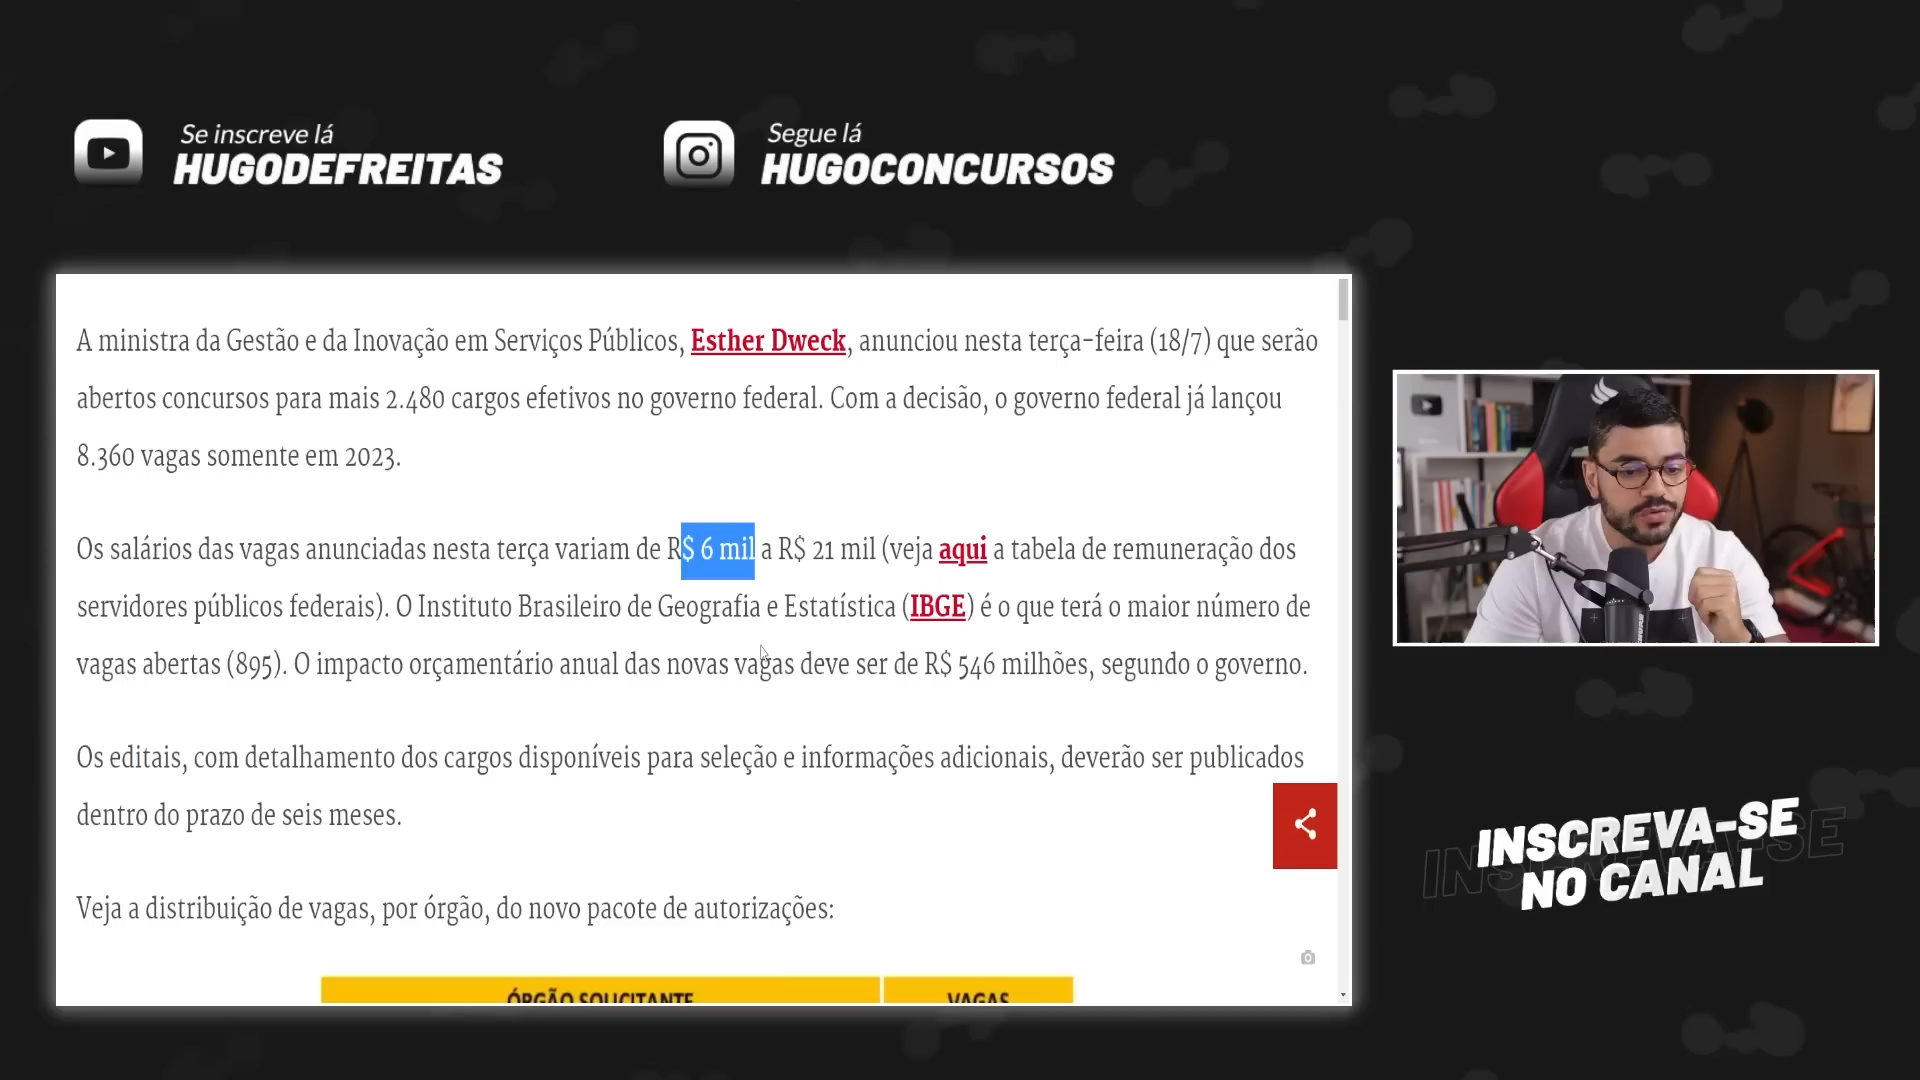 Se inscreve lá
HUGODEFREITAS
Segue lá
HUGOCONCURSOS
A ministra da Gestão e da Inovação em Serviços Públicos, Esther Dweck, anunciou nesta terça-feira (18/7) que serão
abertos concursos para mais 2.480 cargos efetivos no governo federal. Com a decisão, o governo federal já lançou
8.360 vagas somente em 2023.
Os salários das vagas anunciadas nesta terça variam de R$ 6 mil a R$ 21 mil (veja aqui a tabela de remuneração dos
servidores públicos federais). O Instituto Brasileiro de Geografia e Estatística (IBGE) é o que terá o maior número de
vagas abertas (895). O impacto orçamentário anual das novas vagas deve ser de R$ 546 milhões, segundo o governo.
Os editais, com detalhamento dos cargos disponíveis para seleção e informações adicionais, deverão ser publicados
dentro do prazo de seis meses.
Veja a distribuição de vagas, por órgão, do novo pacote de autorizações:
ÓRGÃO SOLICITANTE VAGAS
INSCREVA-SE
NO CANAL